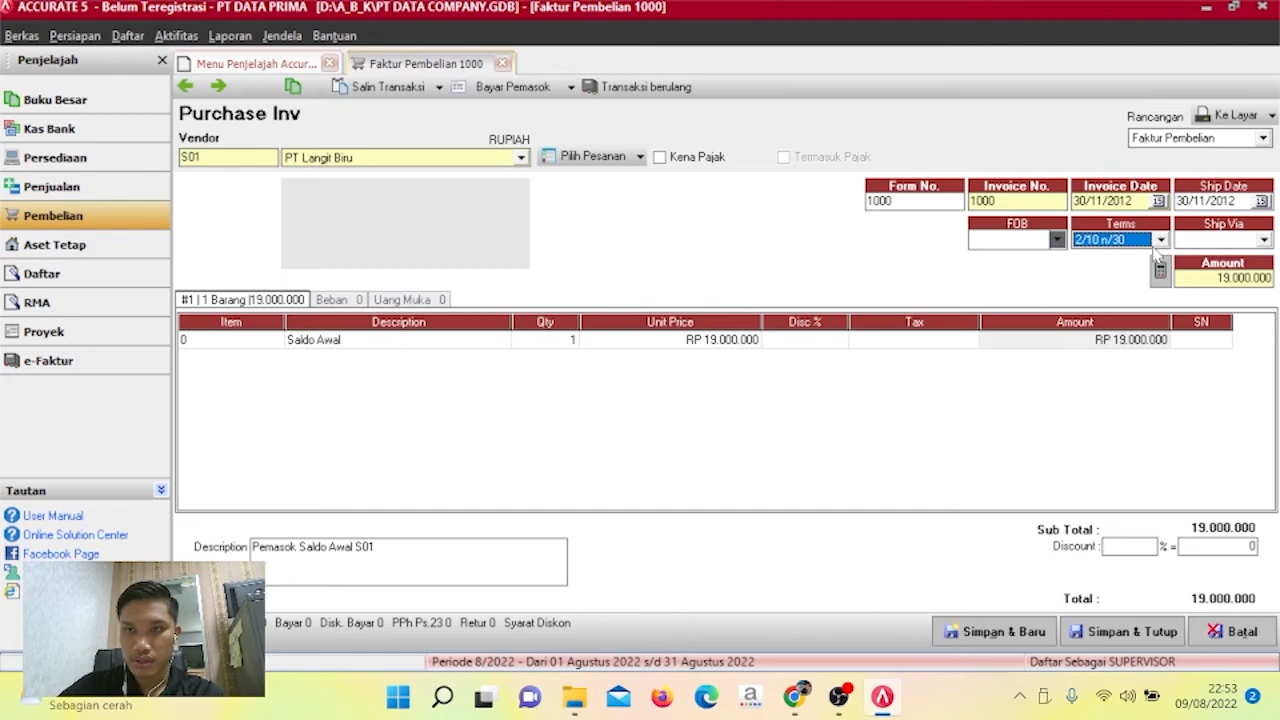 ACCURATE 5 - Belum Teregistrasi - PT DATA PRIMA [D:\A_B_K\PT DATA COMPANY.GDB] - [Faktur Pembelian 1000]
Berkas Persiapan Daftar Aktifitas Laporan Jendela Bantuan
Penjelajah
Menu Penjelajah Accur...
Faktur Pembelian 1000
Salin Transaksi
Bayar Pemasok
Transaksi berulang
Buku Besar
Kas Bank
Persediaan
Penjualan
Pembelian
Aset Tetap
Daftar
RMA
Proyek
e-Faktur
Tautan
User Manual
Online Solution Center
Facebook Page
Purchase Inv
Rancangan
Ke Layar
Faktur Pembelian
Vendor
RUPIAH
S01
PT Langit Biru
Pilih Pesanan
Kena Pajak
Termasuk Pajak
Form No. Invoice No. Invoice Date Ship Date
1000 1000 30/11/2012 30/11/2012
FOB Terms Ship Via
2/10 n/30
Amount
19.000.000
#1 | 1 Barang |19.000.000
Beban 0
Uang Muka 0
Item Description Qty Unit Price Disc % Tax Amount SN
0 Saldo Awal 1 RP 19.000.000 RP 19.000.000
Sub Total : 19.000.000
Discount : % = 0
Description Pemasok Saldo Awal S01
Total : 19.000.000
Bayar 0 Disk. Bayar 0 PPh Ps.23 0 Retur 0 Syarat Diskon
Simpan & Baru
Simpan & Tutup
Batal
Periode 8/2022 - Dari 01 Agustus 2022 s/d 31 Agustus 2022
Daftar Sebagai SUPERVISOR
Sebagian cerah
22:53
09/08/2022
2